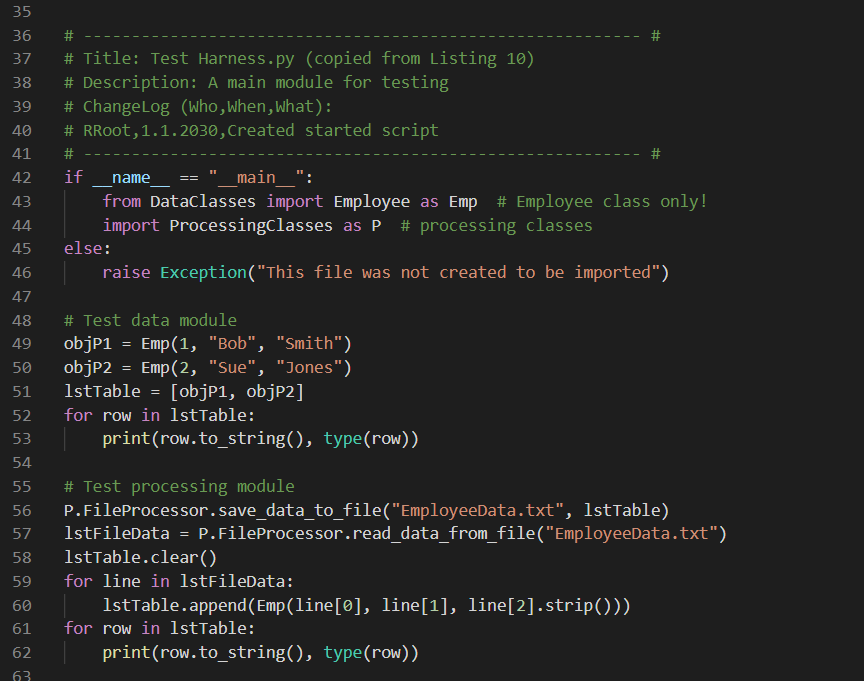 35
36 # ---------------------------------------------------------- #
37 # Title: Test Harness.py (copied from Listing 10)
38 # Description: A main module for testing
39 # ChangeLog (Who,When,What):
40 # RRoot,1.1.2030,Created started script
41 # ---------------------------------------------------------- #
42 if __name__ == "__main__":
43     from DataClasses import Employee as Emp  # Employee class only!
44     import ProcessingClasses as P  # processing classes
45 else:
46     raise Exception("This file was not created to be imported")
47
48 # Test data module
49 objP1 = Emp(1, "Bob", "Smith")
50 objP2 = Emp(2, "Sue", "Jones")
51 lstTable = [objP1, objP2]
52 for row in lstTable:
53     print(row.to_string(), type(row))
54
55 # Test processing module
56 P.FileProcessor.save_data_to_file("EmployeeData.txt", lstTable)
57 lstFileData = P.FileProcessor.read_data_from_file("EmployeeData.txt")
58 lstTable.clear()
59 for line in lstFileData:
60     lstTable.append(Emp(line[0], line[1], line[2].strip()))
61 for row in lstTable:
62     print(row.to_string(), type(row))
63